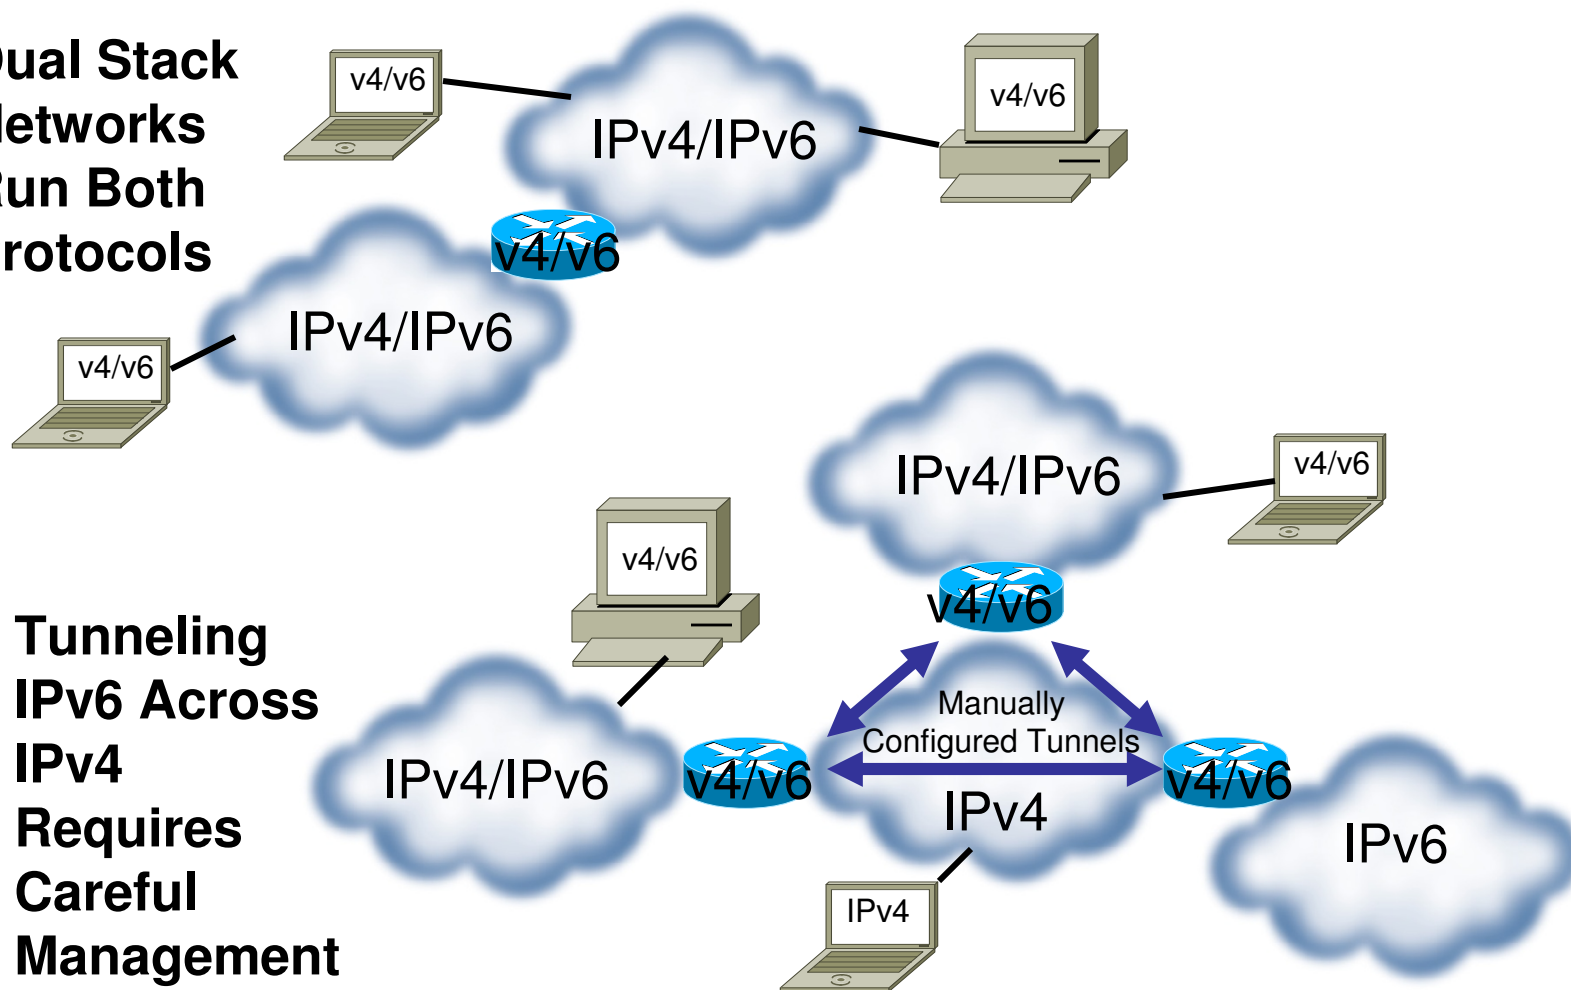 ual Stack
etworks
un Both
rotocols
v4/v6
IPv4/IPv6
v4/v6
v4/v6
IPv4/IPv6
v4/v6
IPv4/IPv6
v4/v6
v4/v6
v4/v6
Tunneling
IPv6 Across
IPv4
Requires
Careful
Management
IPv4/IPv6
v4/v6
Manually
Configured Tunnels
IPv4
v4/v6
IPv6
IPv4